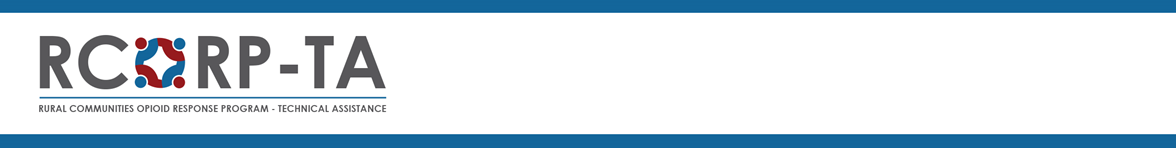 RCORP-TA
RURAL COMMUNITIES OPIOID RESPONSE PROGRAM - TECHNICAL ASSISTANCE